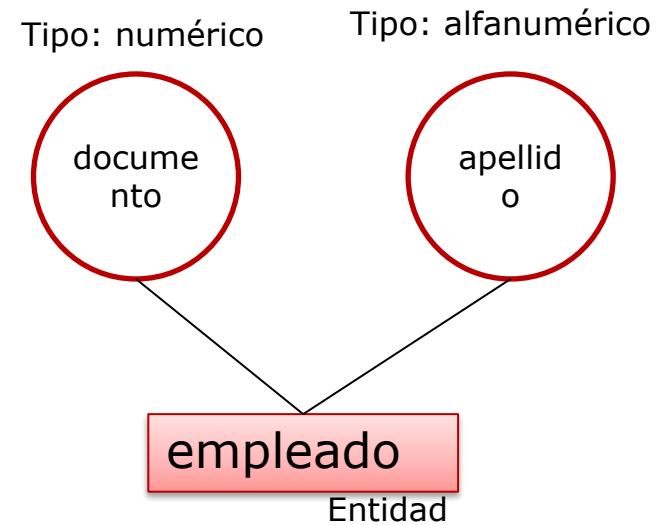 Tipo: numérico
Tipo: alfanumérico
docume
nto
apellid
o
empleado
Entidad